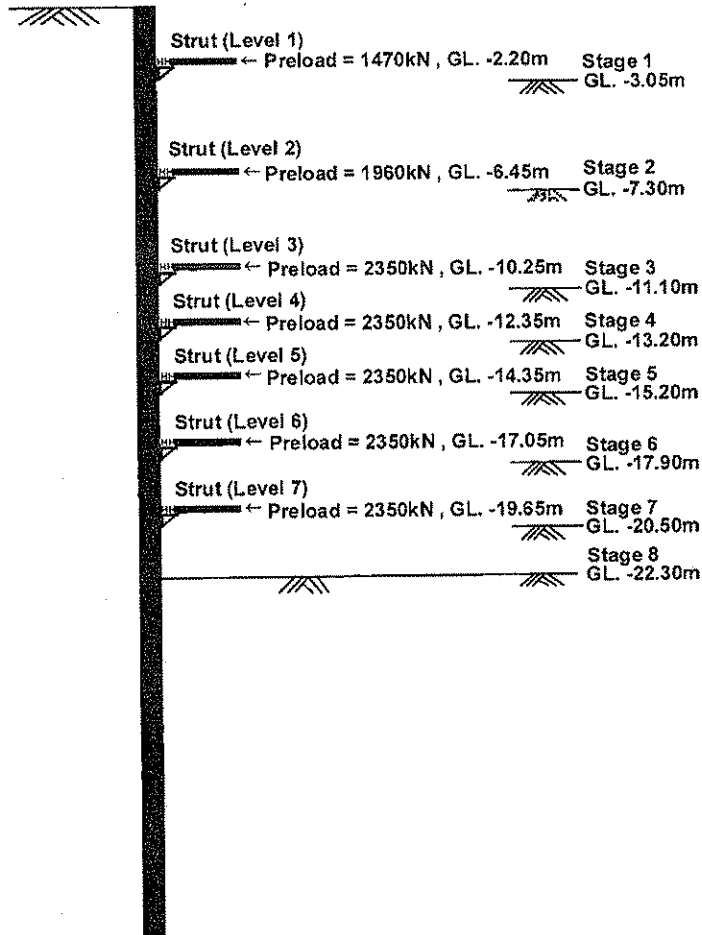 Strut (Level 1)
← Preload = 1470kN , GL. -2.20m
Stage 1
GL. -3.05m
Strut (Level 2)
← Preload = 1960kN , GL. -6.45m
Stage 2
GL. -7.30m
Strut (Level 3)
← Preload = 2350kN , GL. -10.25m
Stage 3
GL. -11.10m
Strut (Level 4)
← Preload = 2350kN , GL. -12.35m
Stage 4
GL. -13.20m
Strut (Level 5)
← Preload = 2350kN , GL. -14.35m
Stage 5
GL. -15.20m
Strut (Level 6)
← Preload = 2350kN , GL. -17.05m
Stage 6
GL. -17.90m
Strut (Level 7)
← Preload = 2350kN , GL. -19.65m
Stage 7
GL. -20.50m
Stage 8
GL. -22.30m